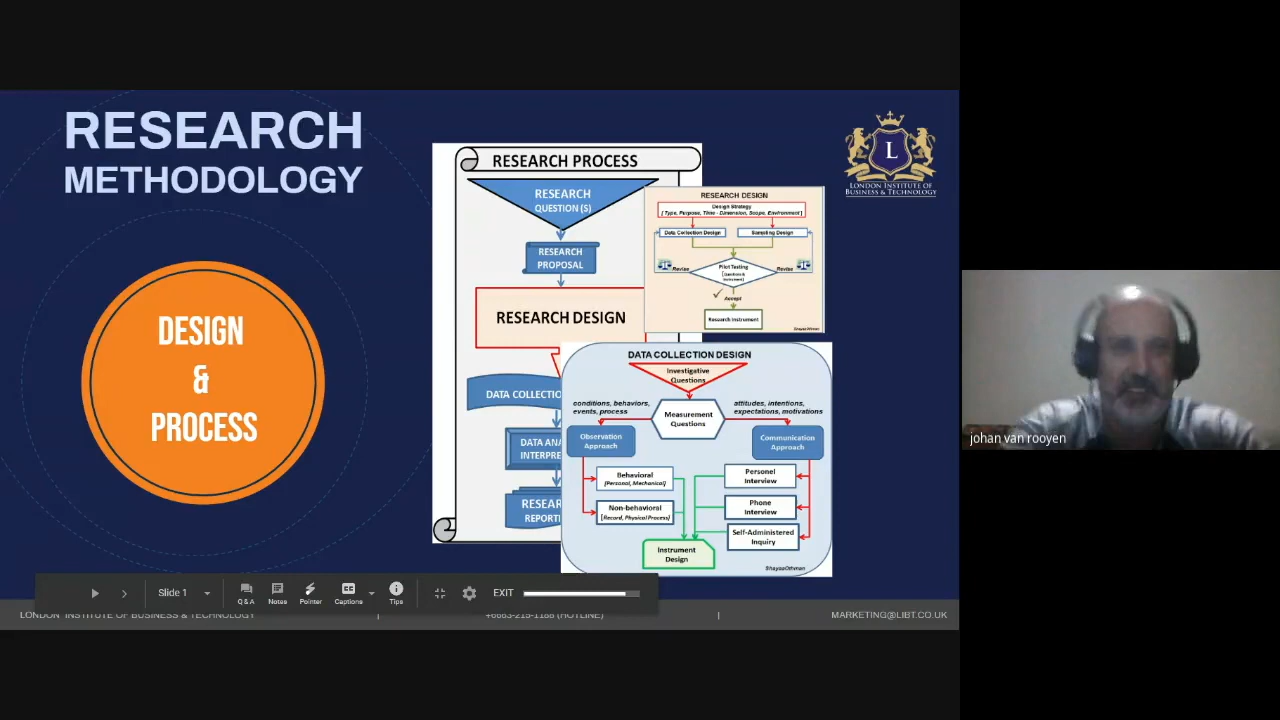 RESEARCH
METHODOLOGY
DESIGN
&
PROCESS
RESEARCH PROCESS
RESEARCH
QUESTION (S)
RESEARCH
PROPOSAL
RESEARCH DESIGN
DATA COLLECTIO
DATA ANA
INTERPRE
RESEAR
REPORTI
RESEARCH DESIGN
Design Strategy
[ Type, Purpose, Time - Dimension, Scope, Environment ]
Data Collection Design
Sampling Design
Revise
Pilot Testing
Revise
Accept
Research Instrument
ShayaaOthman
DATA COLLECTION DESIGN
Investigative
Questions
conditions, behaviors,
events, process
attitudes, intentions,
expectations, motivations
Measurement
Questions
Observation
Approach
Communication
Approach
Behavioral
[Personal, Mechanical]
Non-behavioral
[Record, Physical Process]
Personel
Interview
Phone
Interview
Self-Administered
Inquiry
Instrument
Design
ShayaaOthman
L
LONDON INSTITUTE OF
BUSINESS & TECHNOLOGY
Slide 1
Q & A
Notes
Pointer
Captions
Tips
EXIT
LONDON INSTITUTE OF BUSINESS & TECHNOLOGY
|
(HOTLINE)
|
MARKETING@LIBT.CO.UK
johan van rooyen